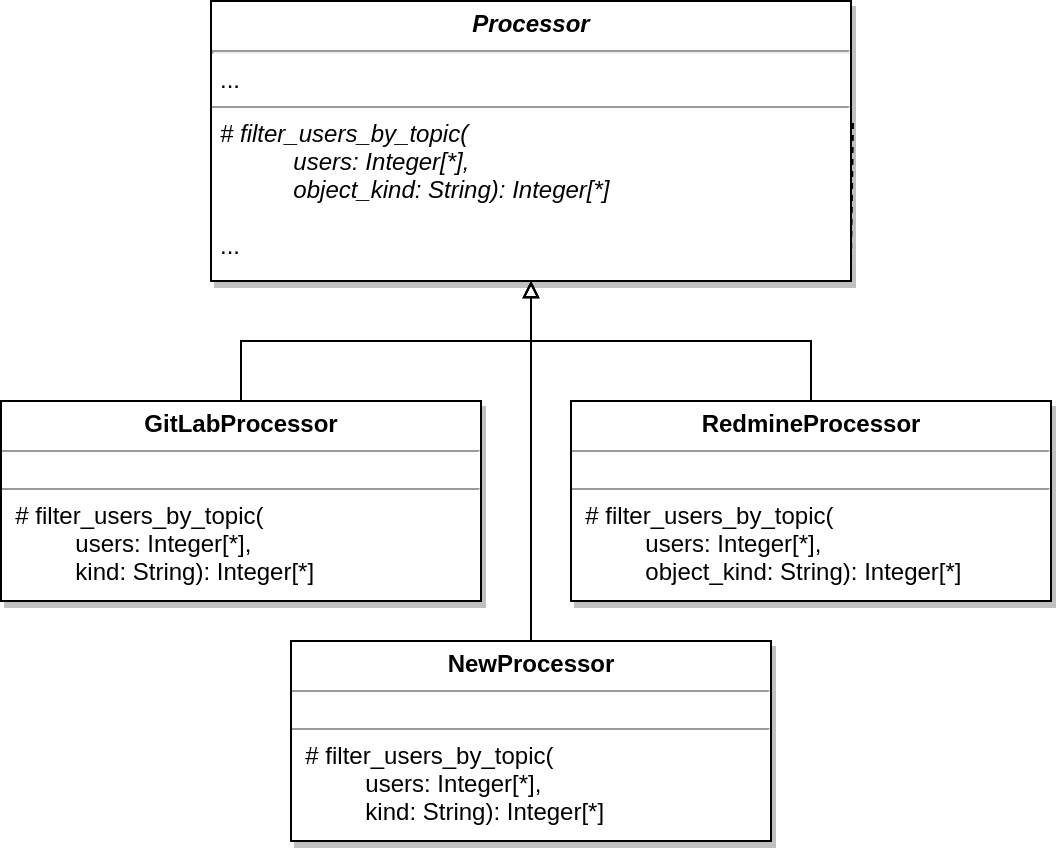 Processor
...
# filter_users_by_topic(
users: Integer[*],
object_kind: String): Integer[*]
...
GitLabProcessor
# filter_users_by_topic(
users: Integer[*],
kind: String): Integer[*]
RedmineProcessor
# filter_users_by_topic(
users: Integer[*],
object_kind: String): Integer[*]
NewProcessor
# filter_users_by_topic(
users: Integer[*],
kind: String): Integer[*]